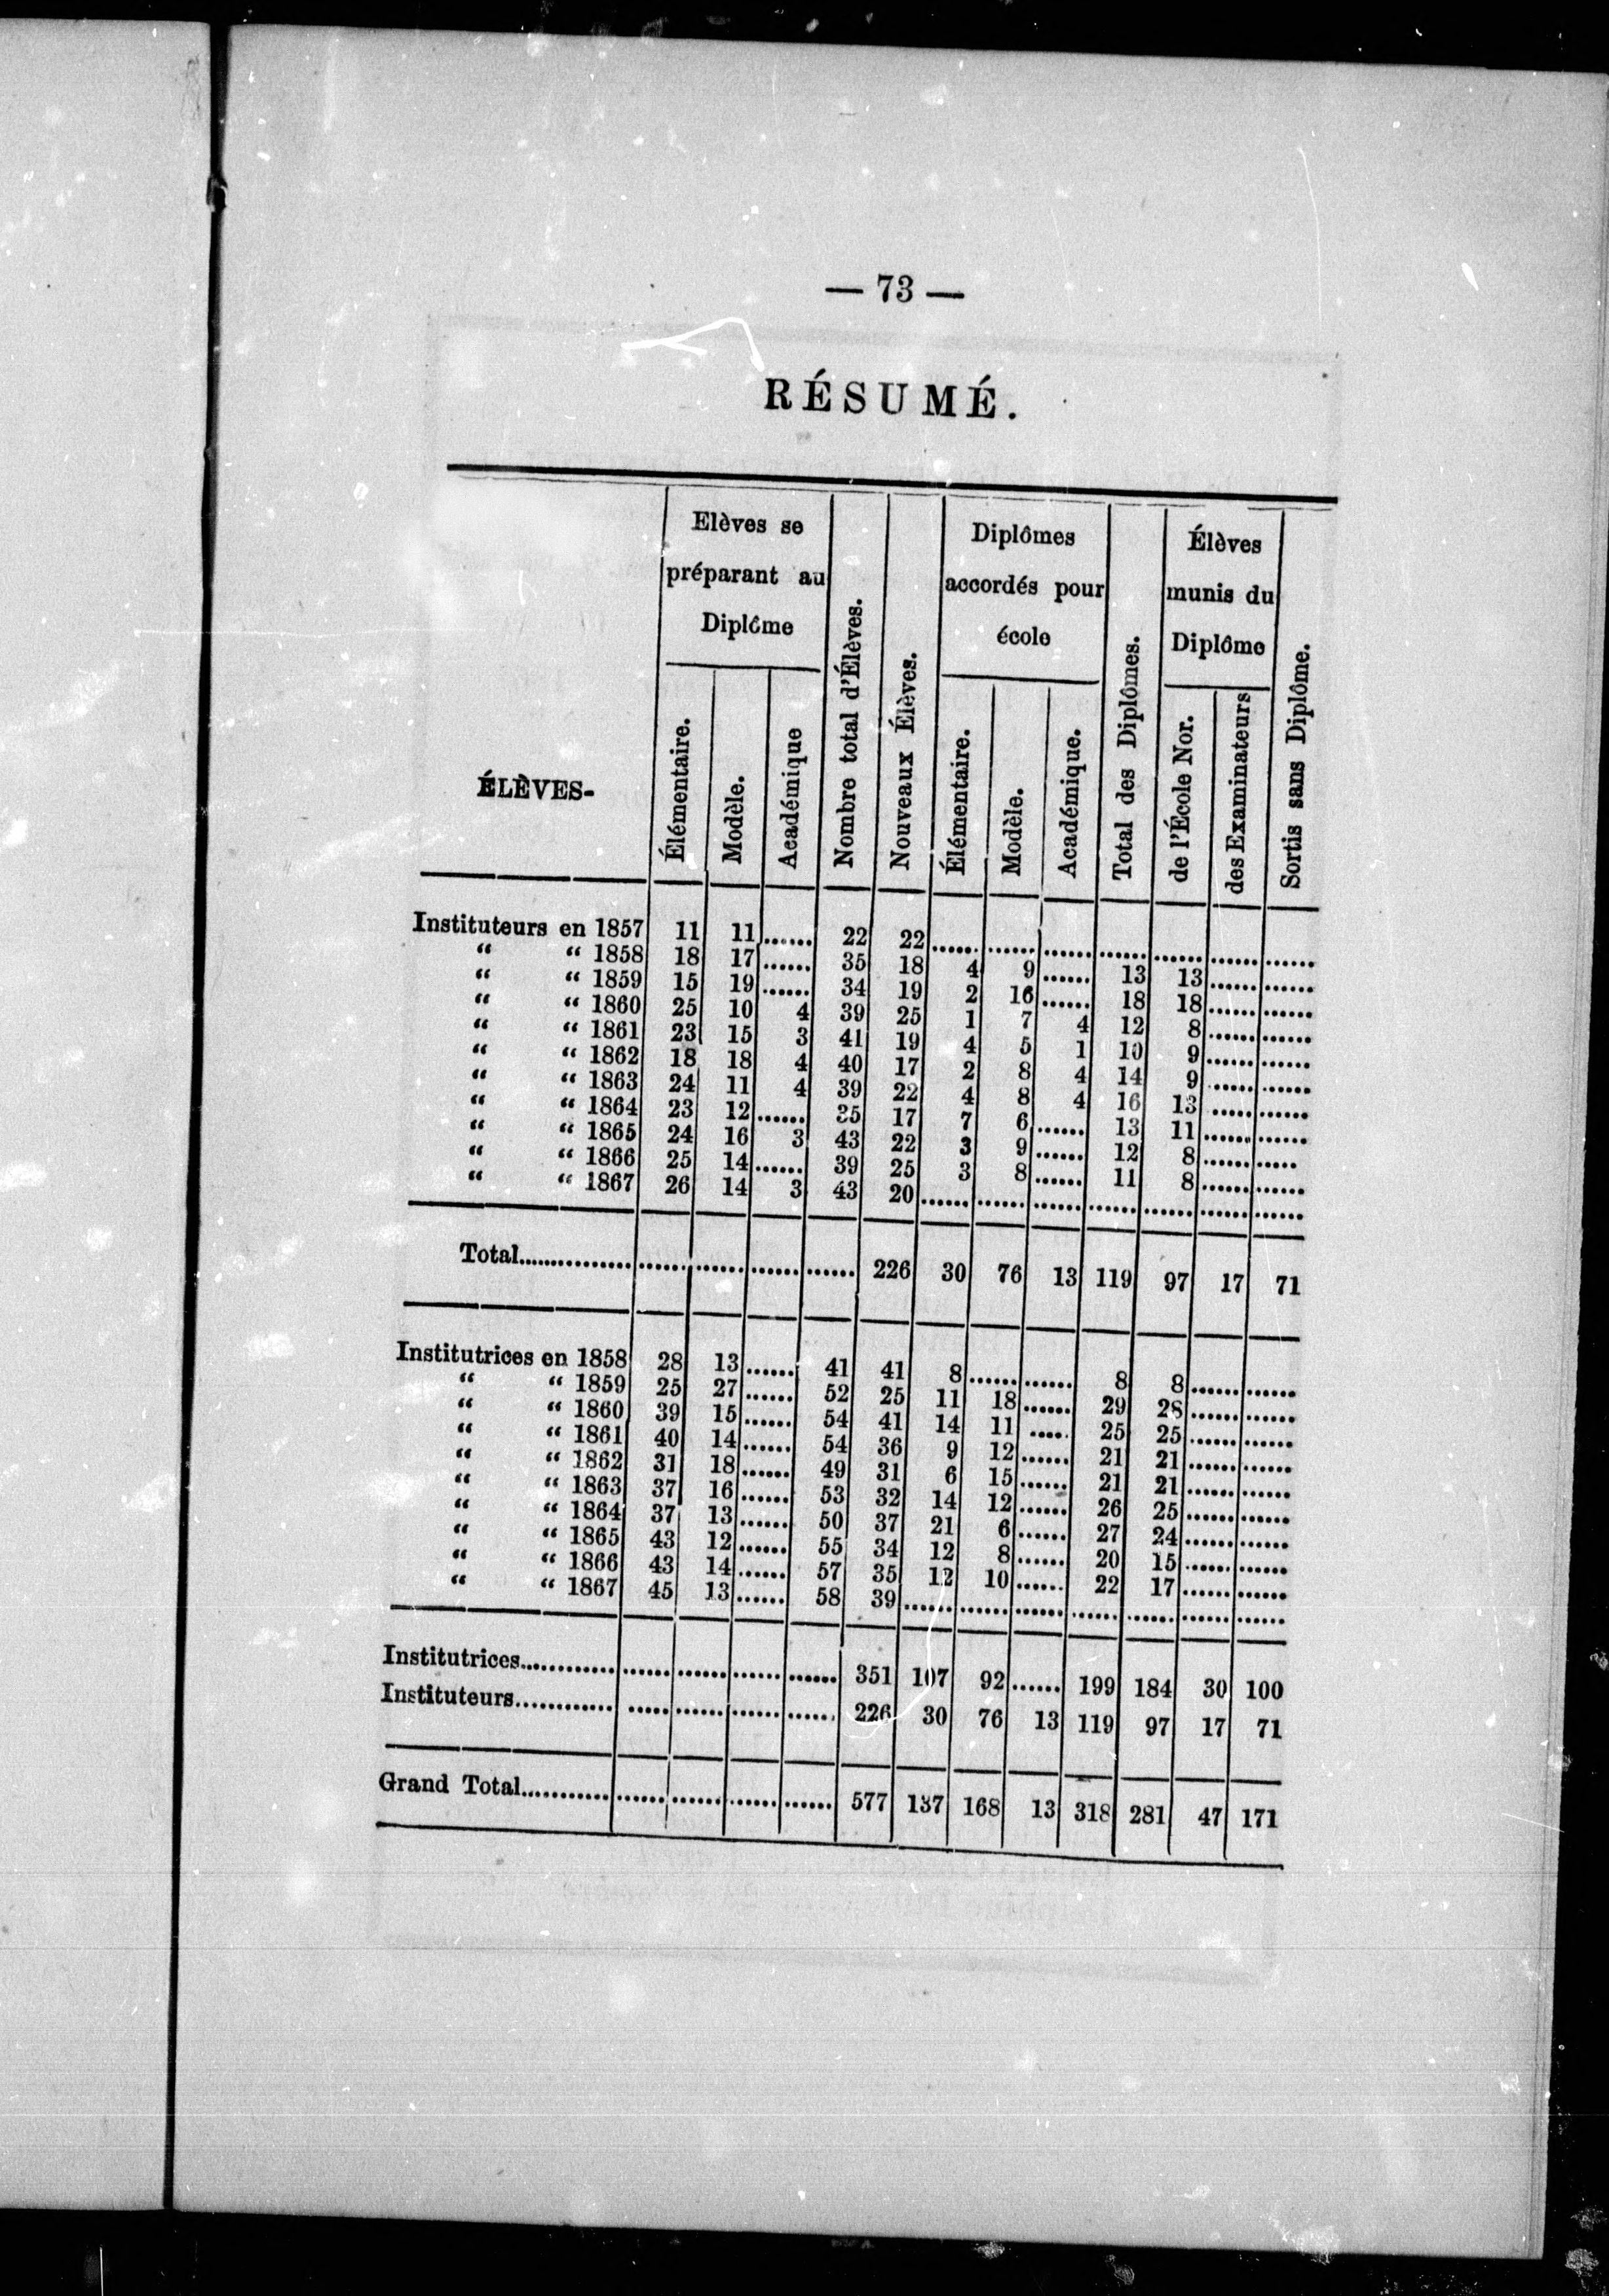 — 73 —
RÉSUMÉ.
ÉLÈVES-
Elèves se
préparant au
Diplôme
Élémentaire.
Modèle.
Académique
Nombre total d'Élèves.
Nouveaux Élèves.
Diplômes
accordés pour
école
Élémentaire.
Modèle.
Académique.
Total des Diplômes.
Élèves
munis du
Diplôme
de l'École Nor.
des Examinateurs
Sortis sans Diplôme.
Instituteurs en 1857 11 11 ...... 22 22 ...... ...... ...... ...... ...... ...... ......
“ “ 1858 18 17 ...... 35 18 4 9 ...... 13 13 ...... ......
“ “ 1859 15 19 ...... 34 19 2 16 ...... 18 18 ...... ......
“ “ 1860 25 10 4 39 25 1 7 4 12 8 ...... ......
“ “ 1861 23 15 3 41 19 4 5 1 10 9 ...... ......
“ “ 1862 18 18 4 40 17 2 8 4 14 9 ...... ......
“ “ 1863 24 11 4 39 22 4 8 4 16 13 ...... ......
“ “ 1864 23 12 ...... 35 17 7 6 ...... 13 11 ...... ......
“ “ 1865 24 16 3 43 22 3 9 ...... 12 8 ...... .....
“ “ 1866 25 14 ...... 39 25 3 8 ...... 11 8 ...... ......
“ “ 1867 26 14 3 43 20 ...... ...... ...... ...... ...... ...... ......
Total............... ...... ...... ...... ...... 226 30 76 13 119 97 17 71
Institutrices en 1858 28 13 ...... 41 41 8 ...... ...... 8 8 ...... ......
“ “ 1859 25 27 ...... 52 25 11 18 ...... 29 28 ...... ......
“ “ 1860 39 15 ...... 54 41 14 11 ..... 25 25 ...... ......
“ “ 1861 40 14 ...... 54 36 9 12 ...... 21 21 ...... ......
“ “ 1862 31 18 ...... 49 31 6 15 ...... 21 21 ...... ......
“ “ 1863 37 16 ...... 53 32 14 12 ...... 26 25 ...... ......
“ “ 1864 37 13 ...... 50 37 21 6 ...... 27 24 ...... ......
“ “ 1865 43 12 ...... 55 34 12 8 ...... 20 15 ...... ......
“ “ 1866 43 14 ...... 57 35 12 10 ...... 22 17 ...... ......
“ “ 1867 45 13 ...... 58 39 ...... ...... ...... ...... ...... ...... ......
Institutrices............ ...... ...... ...... ...... 351 107 92 ...... 199 184 30 100
Instituteurs............ ..... ...... ...... ...... 226 30 76 13 119 97 17 71
Grand Total........... ...... ...... ...... ...... 577 137 168 13 318 281 47 171